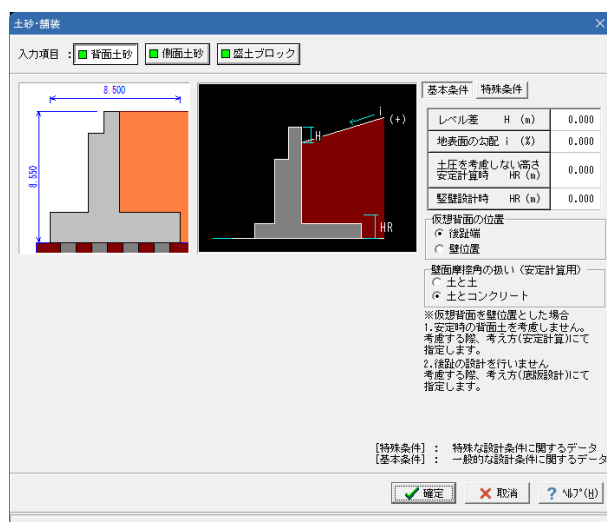 土砂・舗装
入力項目 : 背面土砂 側面土砂 盛土ブロック
8.500
8.550
H
i
(+)
HR
基本条件 特殊条件
レベル差 H (m) 0.000
地表面の勾配 i (%) 0.000
土圧を考慮しない高さ
安定計算時 HR (m) 0.000
竪壁設計時 HR (m) 0.000
仮想背面の位置
後趾端
壁位置
壁面摩擦角の扱い (安定計算用)
土と土
土とコンクリート
※仮想背面を壁位置とした場合
1.安定時の背面土を考慮しません。
考慮する際、考え方(安定計算)にて
指定します。
2.後趾の設計を行いません
考慮する際、考え方(底版設計)にて
指定します。
[特殊条件] : 特殊な設計条件に関するデータ
[基本条件] : 一般的な設計条件に関するデータ
確定 取消 ? ﾍﾙﾌﾟ(H)